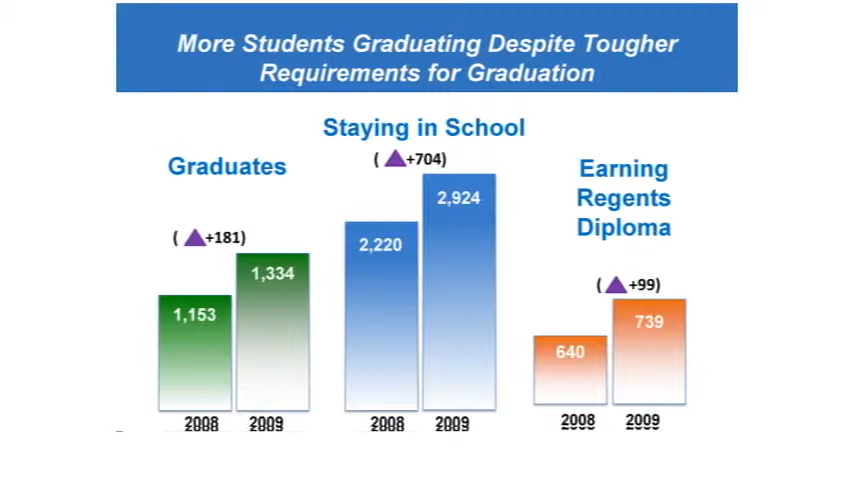 More Students Graduating Despite Tougher
Requirements for Graduation
Staying in School
(▲+704)
Graduates
Earning
Regents
Diploma
(▲+181)
(▲+99)
2,924
2,220
1,334
1,153
739
640
2008 2009
2008 2009
2008 2009